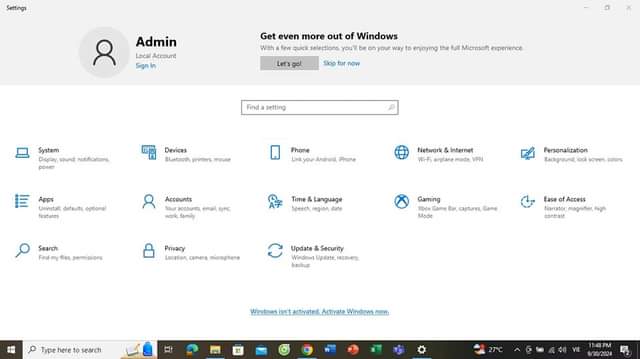 Settings
Admin
Local Account
Sign In
Get even more out of Windows
With a few quick selections, you'll be on your way to enjoying the full Microsoft experience.
Let's go!
Skip for now
Find a setting
System
Display, sound, notifications,
power
Devices
Bluetooth, printers, mouse
Phone
Link your Android, iPhone
Network & Internet
Wi-Fi, airplane mode, VPN
Personalization
Background, lock screen, colors
Apps
Uninstall, defaults, optional
features
Accounts
Your accounts, email, sync,
work, family
Time & Language
Speech, region, date
Gaming
Xbox Game Bar, captures, Game
Mode
Ease of Access
Narrator, magnifier, high
contrast
Search
Find my files, permissions
Privacy
Location, camera, microphone
Update & Security
Windows Update, recovery,
backup
Windows isn't activated. Activate Windows now.
Type here to search
27°C
VIE
11:48 PM
9/30/2024